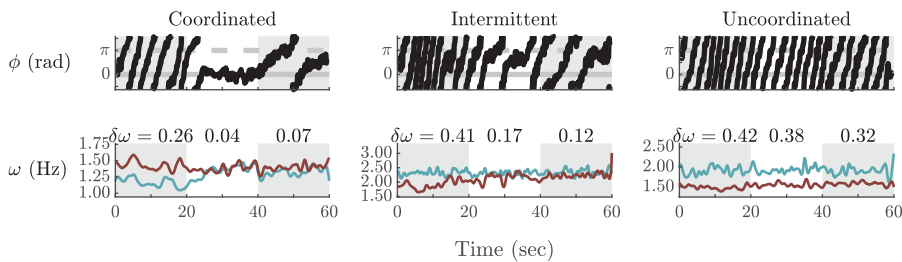 Coordinated Intermittent Uncoordinated
ϕ (rad)
π π π
0 0 0
δω = 0.26 0.04 0.07 δω = 0.41 0.17 0.12 δω = 0.42 0.38 0.32
ω (Hz)
1.75 3.00 2.50
1.50 2.50 2.00
1.25 2.00 1.50
1.00 1.50
0 20 40 60 0 20 40 60 0 20 40 60
Time (sec)